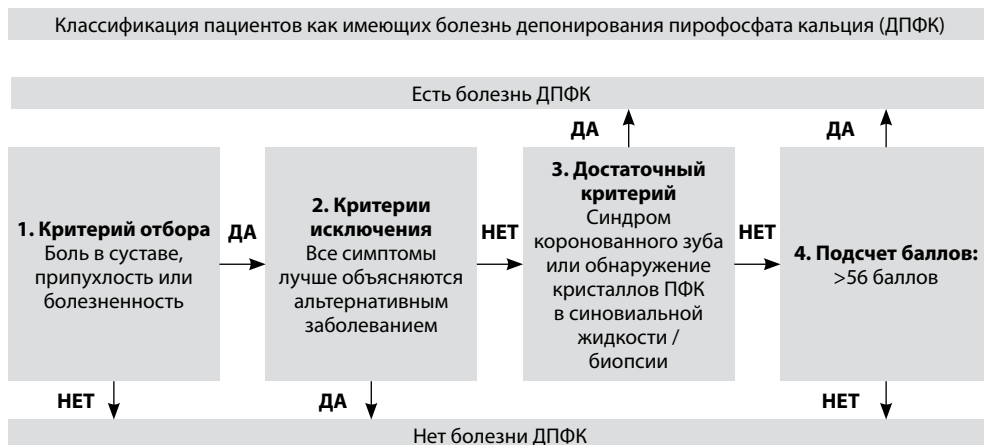 Классификация пациентов как имеющих болезнь депонирования пирофосфата кальция (ДПФК)
Есть болезнь ДПФК
ДА
ДА
1. Критерий отбора
Боль в суставе,
припухлость или
болезненность
ДА
2. Критерии
исключения
Все симптомы
лучше объясняются
альтернативным
заболеванием
НЕТ
3. Достаточный
критерий
Синдром
коронованного зуба
или обнаружение
кристаллов ПФК
в синовиальной
жидкости /
биопсии
НЕТ
4. Подсчет баллов:
>56 баллов
НЕТ
ДА
НЕТ
Нет болезни ДПФК